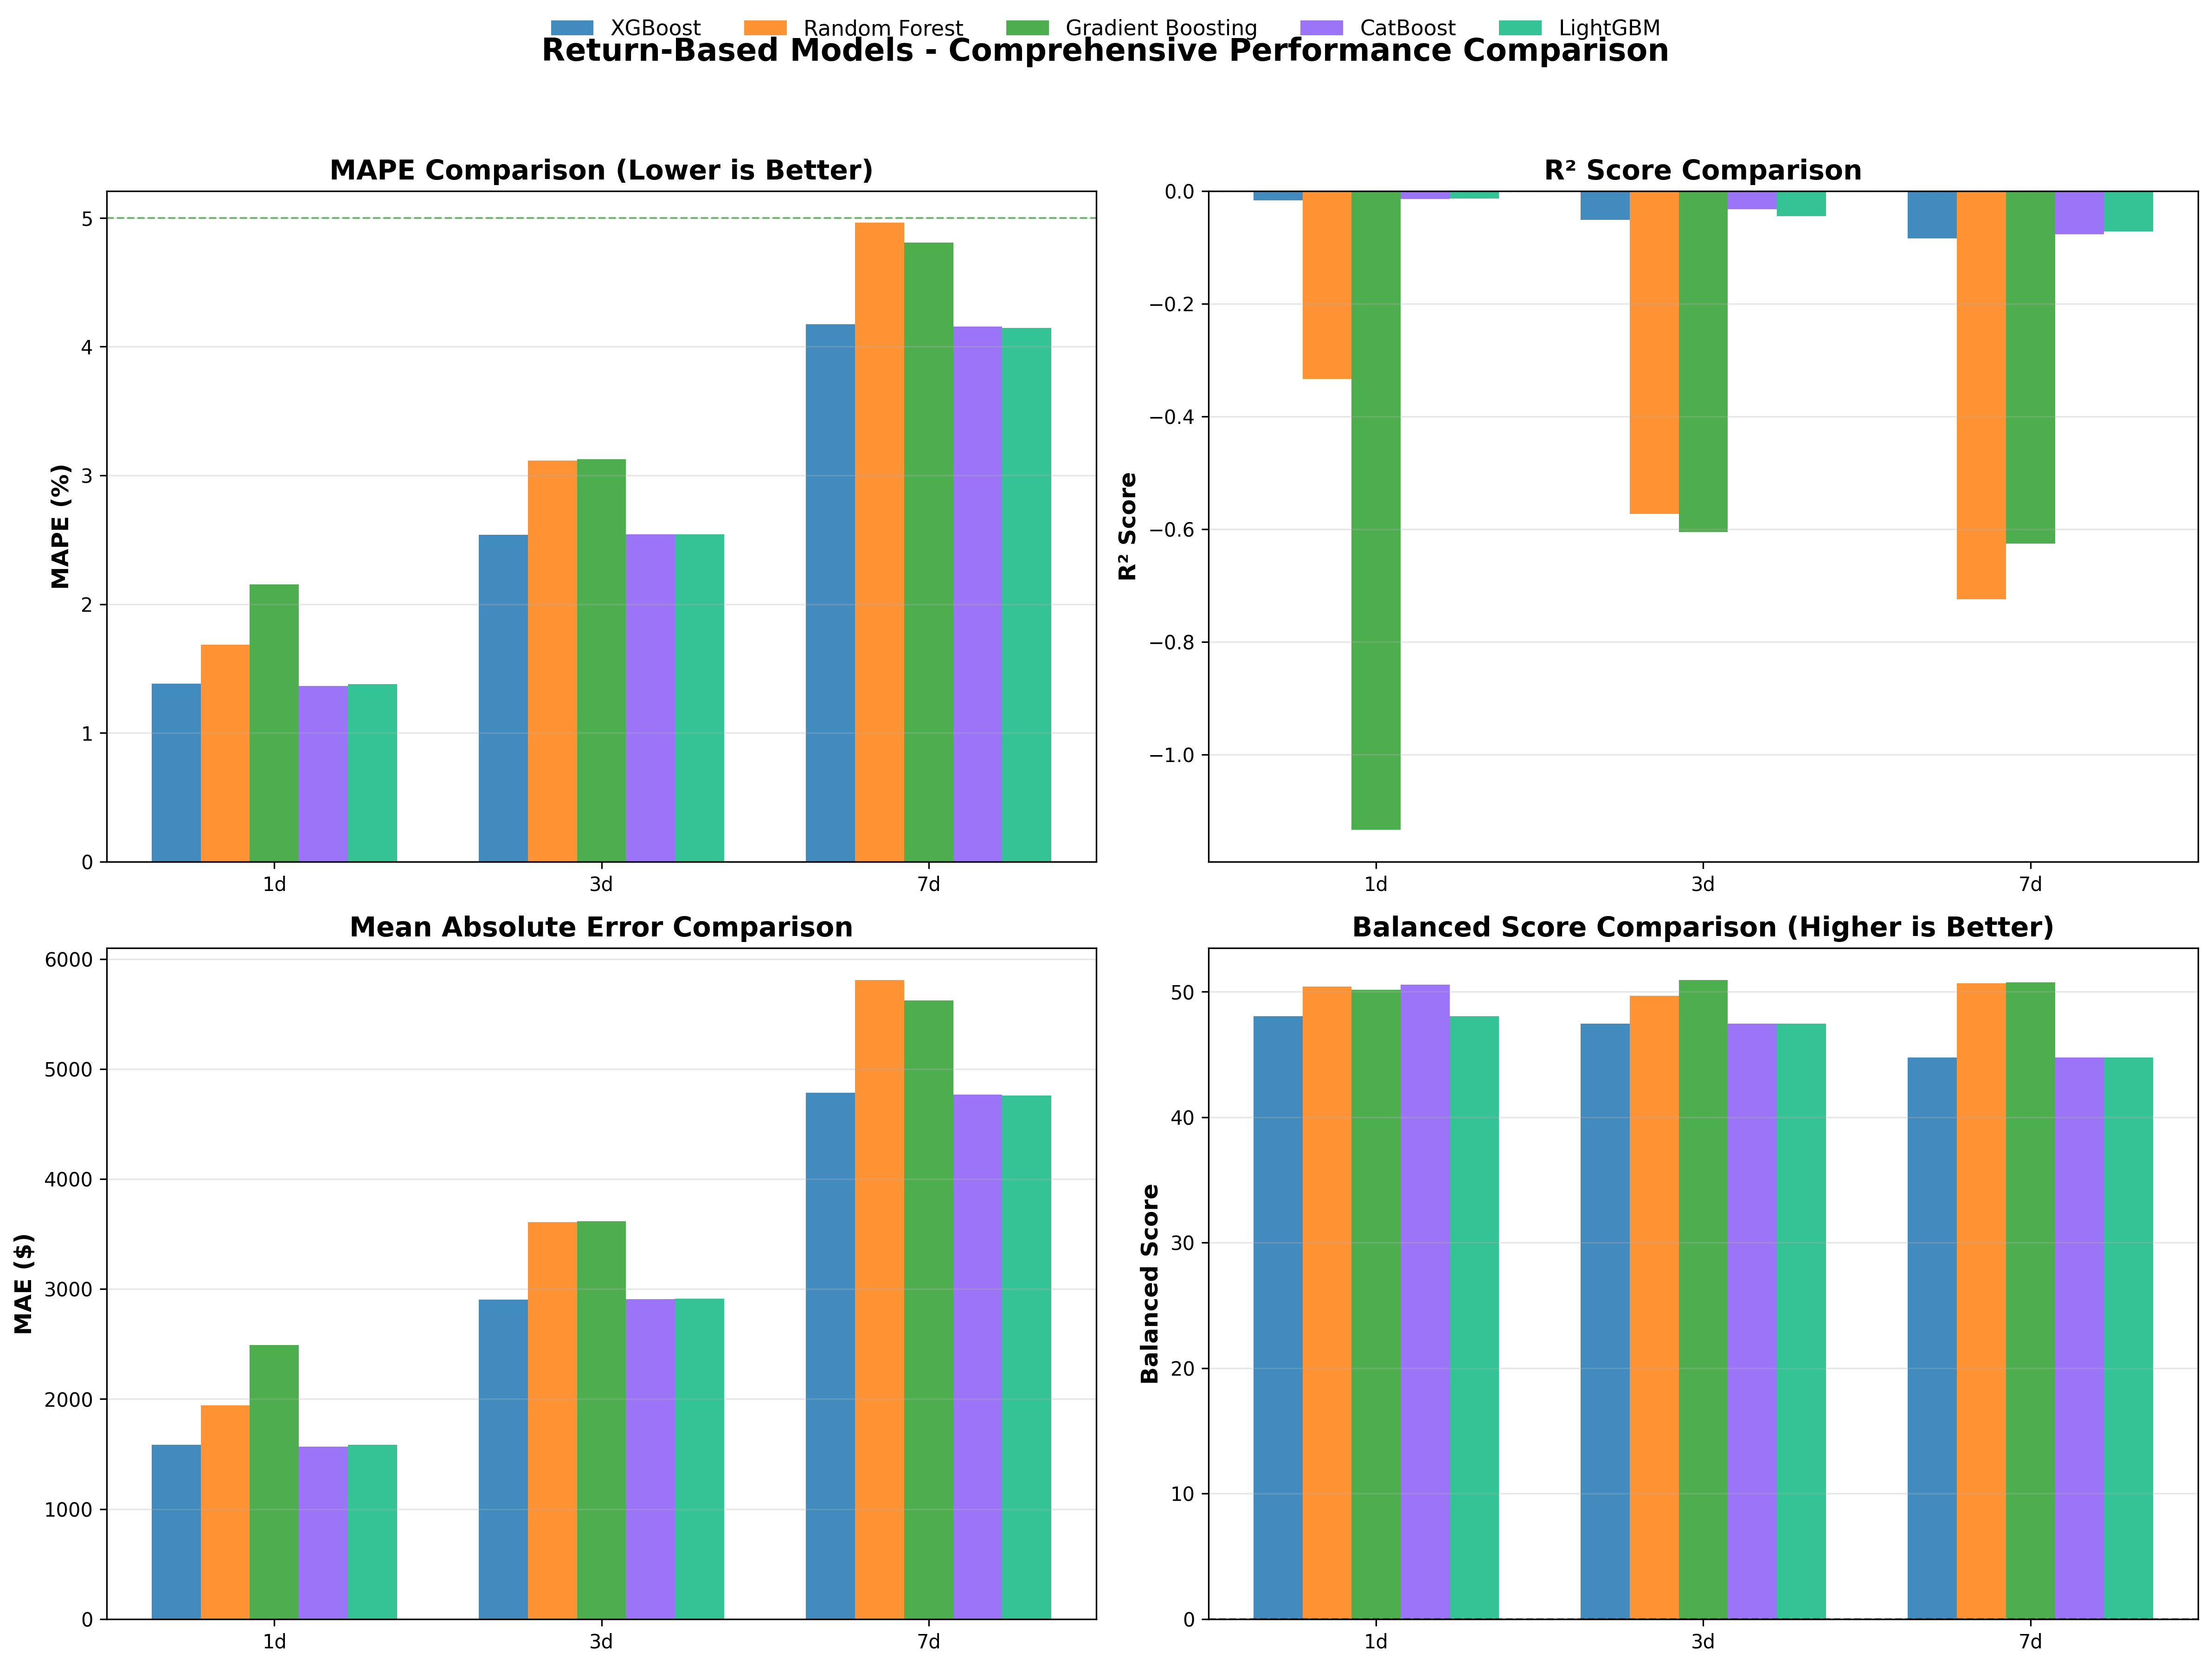 XGBoost Random Forest Gradient Boosting CatBoost LightGBM
Return-Based Models - Comprehensive Performance Comparison
MAPE Comparison (Lower is Better)
MAPE (%)
5
4
3
2
1
0
1d 3d 7d
R² Score Comparison
R² Score
0.0
−0.2
−0.4
−0.6
−0.8
−1.0
1d 3d 7d
Mean Absolute Error Comparison
MAE ($)
6000
5000
4000
3000
2000
1000
0
1d 3d 7d
Balanced Score Comparison (Higher is Better)
Balanced Score
50
40
30
20
10
0
1d 3d 7d